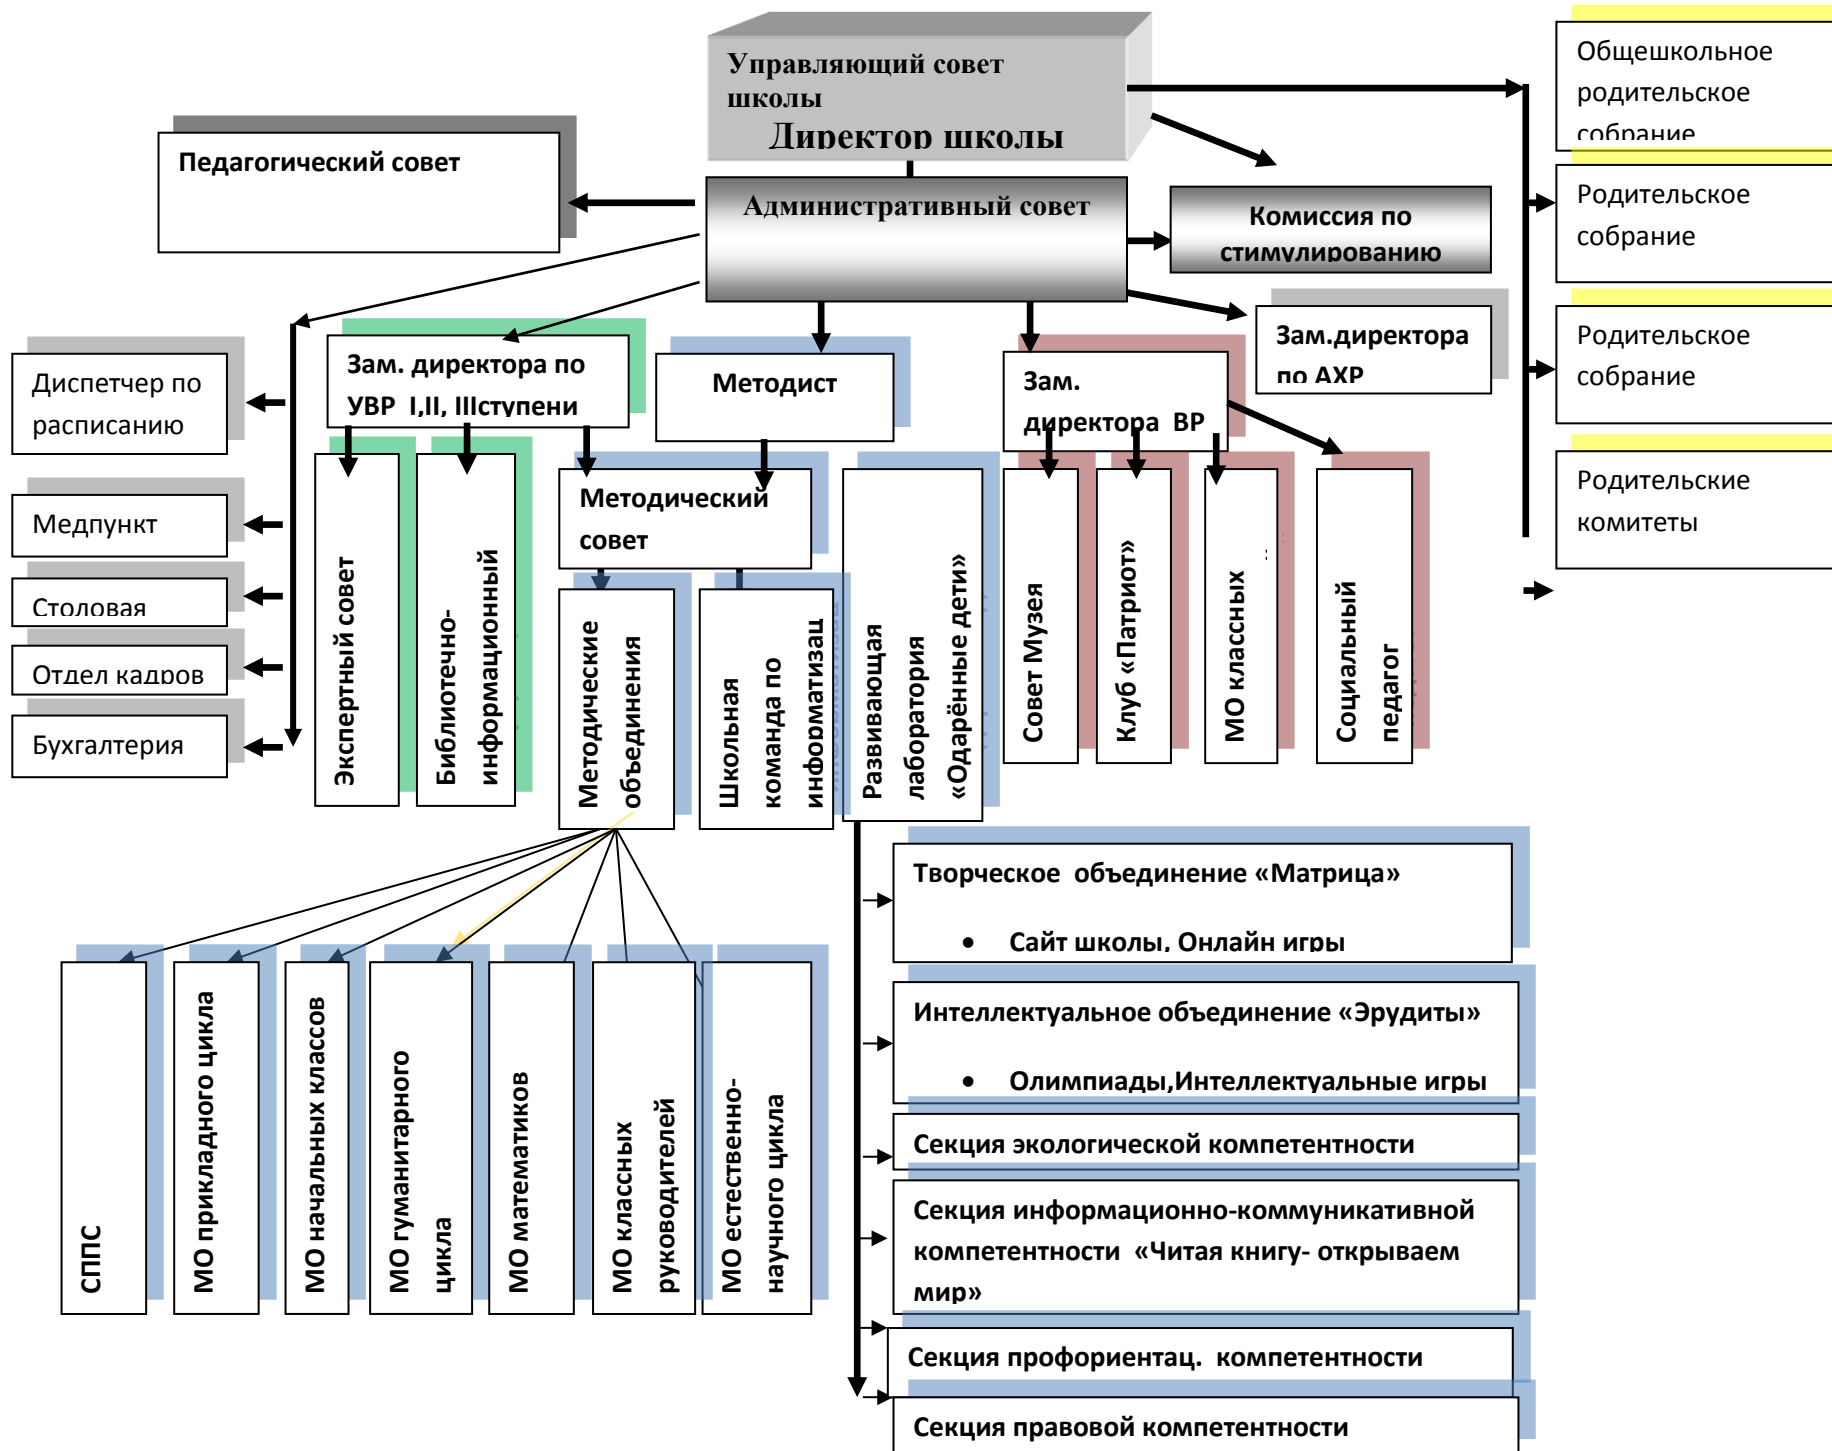 Управляющий совет
школы
Директор школы
Общешкольное
родительское
собрание
Педагогический совет
Административный совет
Комиссия по
стимулированию
Родительское
собрание
Зам. директора по
УВР  I,II, IIIступени
Методист
Зам.
директора  ВР
Зам.директора
по АХР
Родительское
собрание
Диспетчер по
расписанию
Медпункт
Столовая
Отдел кадров
Бухгалтерия
Родительские
комитеты
Экспертный совет
Библиотечно-
информационный
Методический
совет
Методические
объединения
Школьная
команда по
информатизац
Развивающая
лаборатория
«Одарённые дети»
Совет Музея
Клуб «Патриот»
МО классных
Социальный
педагог
СППС
МО прикладного цикла
МО начальных классов
МО гуманитарного
цикла
МО математиков
МО классных
руководителей
МО естественно-
научного цикла
Творческое  объединение «Матрица»
• Сайт школы, Онлайн игры
Интеллектуальное объединение «Эрудиты»
• Олимпиады,Интеллектуальные игры
Секция экологической компетентности
Секция информационно-коммуникативной
компетентности  «Читая книгу- открываем
мир»
Секция профориентац.  компетентности
Секция правовой компетентности